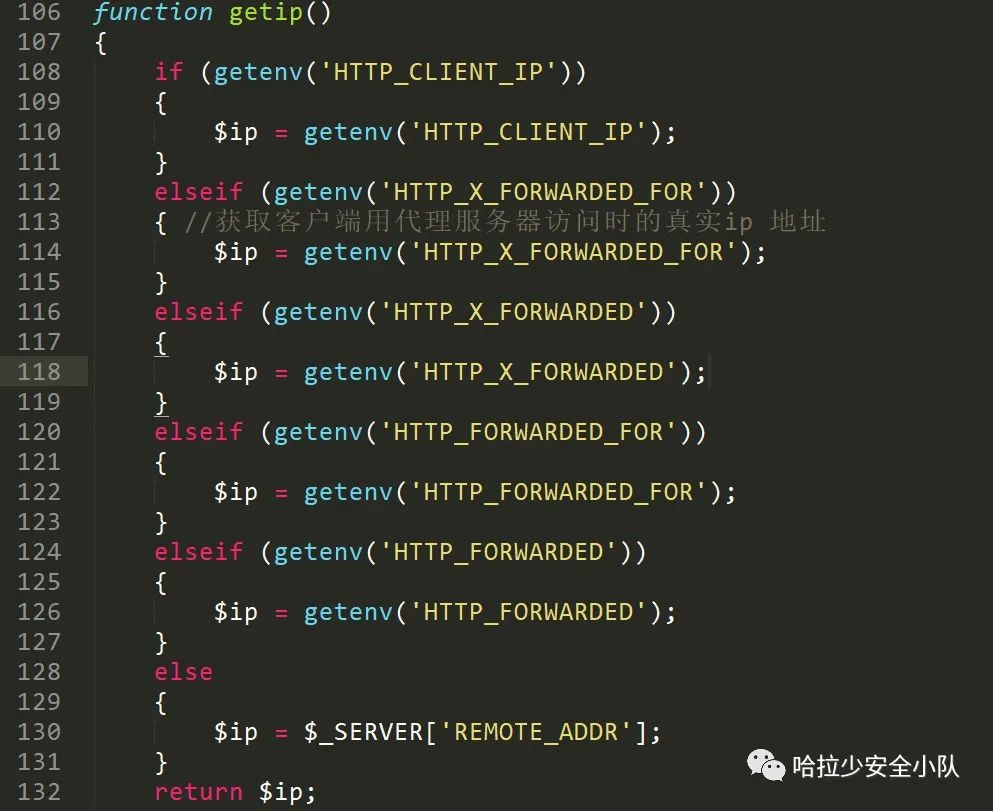 106 function getip()
107 {
108 if (getenv('HTTP_CLIENT_IP'))
109 {
110 $ip = getenv('HTTP_CLIENT_IP');
111 }
112 elseif (getenv('HTTP_X_FORWARDED_FOR'))
113 { //获取客户端用代理服务器访问时的真实ip 地址
114 $ip = getenv('HTTP_X_FORWARDED_FOR');
115 }
116 elseif (getenv('HTTP_X_FORWARDED'))
117 {
118 $ip = getenv('HTTP_X_FORWARDED');
119 }
120 elseif (getenv('HTTP_FORWARDED_FOR'))
121 {
122 $ip = getenv('HTTP_FORWARDED_FOR');
123 }
124 elseif (getenv('HTTP_FORWARDED'))
125 {
126 $ip = getenv('HTTP_FORWARDED');
127 }
128 else
129 {
130 $ip = $_SERVER['REMOTE_ADDR'];
131 }
132 return $ip;
哈拉少安全小队